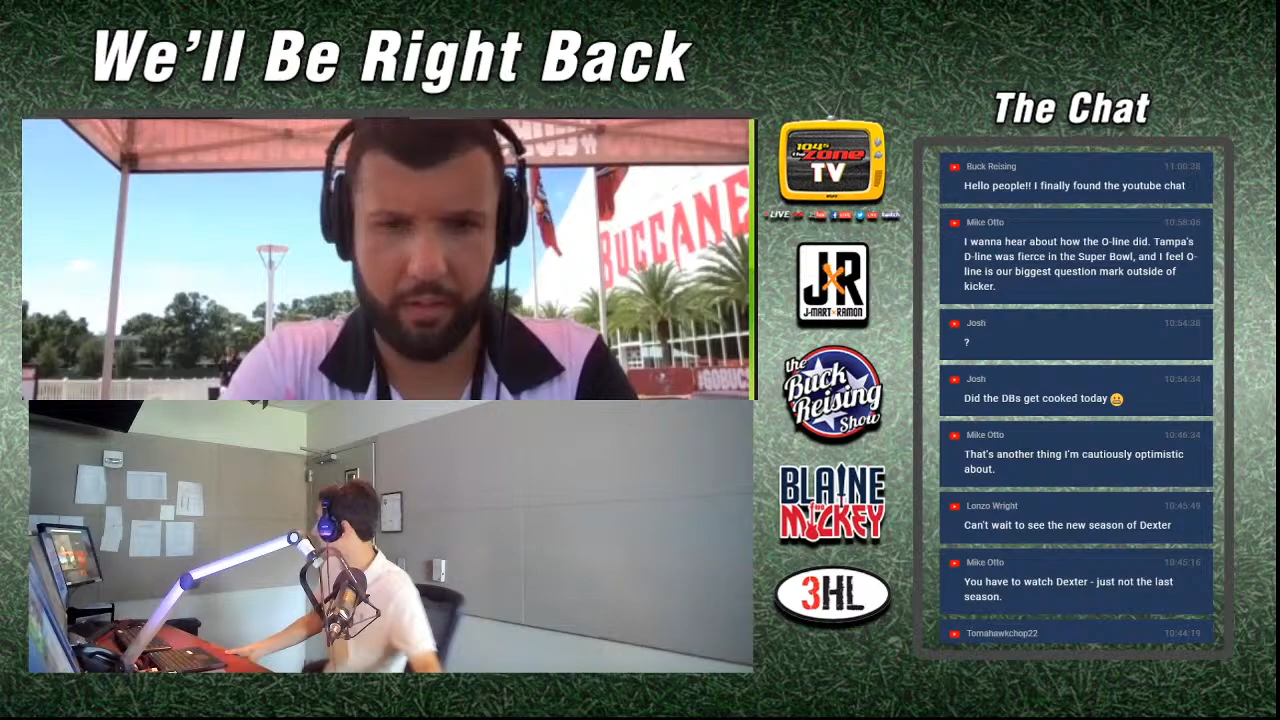 We'll Be Right Back
The Chat
BUCCANE
#GOBUC
104.5
the ZONE
TV
LIVE
JxR
J-MART x RAMON
the
Buck
Reising
Show
BLAINE
AND
MICKEY
3HL
Buck Reising 11:00:38
Hello people!! I finally found the youtube chat
Mike Otto 10:58:06
I wanna hear about how the O-line did. Tampa's
D-line was fierce in the Super Bowl, and I feel O-
line is our biggest question mark outside of
kicker.
Josh 10:54:38
?
Josh 10:54:34
Did the DBs get cooked today 😬
Mike Otto 10:46:34
That's another thing I'm cautiously optimistic
about.
Lonzo Wright 10:45:49
Can't wait to see the new season of Dexter
Mike Otto 10:45:16
You have to watch Dexter - just not the last
season.
Tomahawkchop22 10:44:19